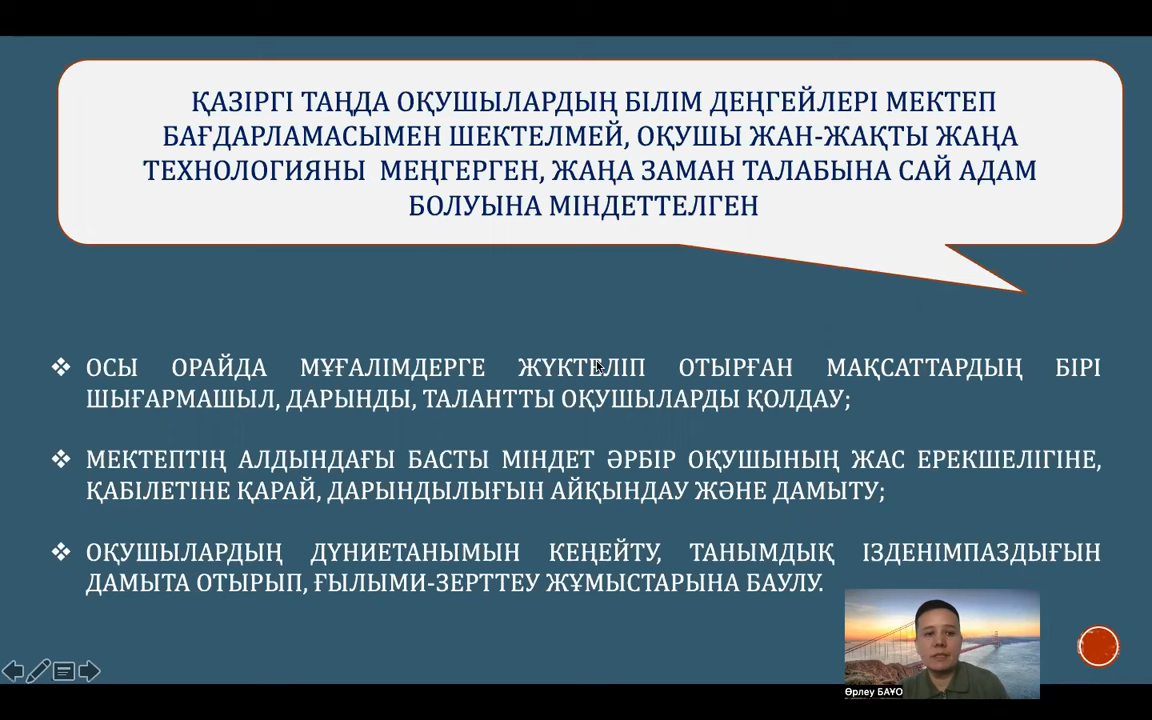 ҚАЗІРГІ ТАҢДА ОҚУШЫЛАРДЫҢ БІЛІМ ДЕҢГЕЙЛЕРІ МЕКТЕП
БАҒДАРЛАМАСЫМЕН ШЕКТЕЛМЕЙ, ОҚУШЫ ЖАН-ЖАҚТЫ ЖАҢА
ТЕХНОЛОГИЯНЫ МЕҢГЕРГЕН, ЖАҢА ЗАМАН ТАЛАБЫНА САЙ АДАМ
БОЛУЫНА МІНДЕТТЕЛГЕН
❖ ОСЫ ОРАЙДА МҰҒАЛІМДЕРГЕ ЖҮКТЕЛІП ОТЫРҒАН МАҚСАТТАРДЫҢ БІРІ
ШЫҒАРМАШЫЛ, ДАРЫНДЫ, ТАЛАНТТЫ ОҚУШЫЛАРДЫ ҚОЛДАУ;
❖ МЕКТЕПТІҢ АЛДЫНДАҒЫ БАСТЫ МІНДЕТ ӘРБІР ОҚУШЫНЫҢ ЖАС ЕРЕКШЕЛІГІНЕ,
ҚАБІЛЕТІНЕ ҚАРАЙ, ДАРЫНДЫЛЫҒЫН АЙҚЫНДАУ ЖӘНЕ ДАМЫТУ;
❖ ОҚУШЫЛАРДЫҢ ДҮНИЕТАНЫМЫН КЕҢЕЙТУ, ТАНЫМДЫҚ ІЗДЕНІМПАЗДЫҒЫН
ДАМЫТА ОТЫРЫП, ҒЫЛЫМИ-ЗЕРТТЕУ ЖҰМЫСТАРЫНА БАУЛУ.
Өрлеу БАҰО